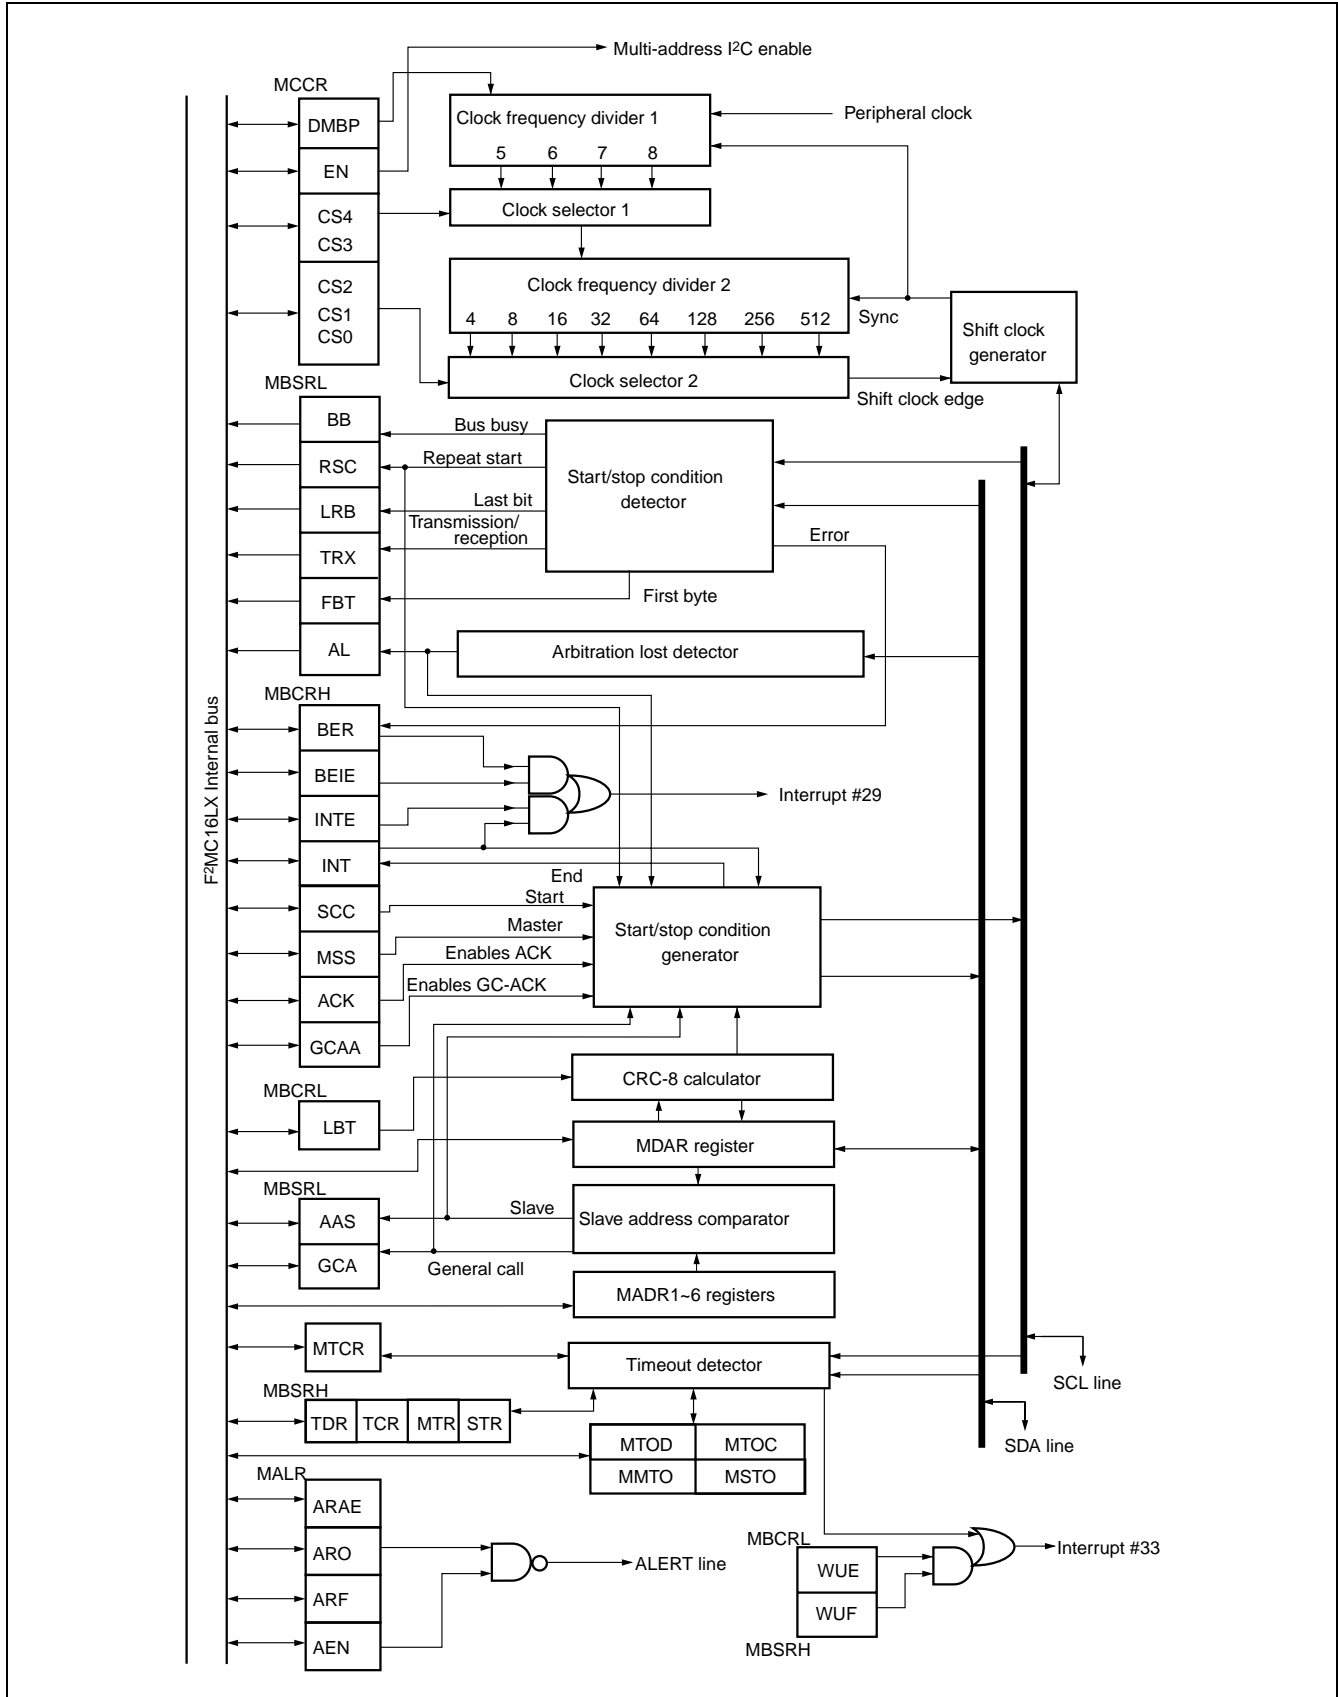 Multi-address I²C enable
MCCR
DMBP
Clock frequency divider 1
Peripheral clock
5 6 7 8
EN
CS4
CS3
Clock selector 1
CS2
CS1
CS0
Clock frequency divider 2
4 8 16 32 64 128 256 512
Sync
Shift clock
generator
Clock selector 2
Shift clock edge
MBSRL
BB
Bus busy
RSC
Repeat start
Start/stop condition
detector
LRB
Last bit
TRX
Transmission/
reception
Error
FBT
First byte
AL
Arbitration lost detector
F²MC16LX Internal bus
MBCRH
BER
BEIE
INTE
Interrupt #29
INT
End
SCC
Start
Start/stop condition
generator
MSS
Master
ACK
Enables ACK
GCAA
Enables GC-ACK
MBCRL
LBT
CRC-8 calculator
MDAR register
MBSRL
AAS
Slave
Slave address comparator
GCA
General call
MADR1~6 registers
MTCR
Timeout detector
SCL line
MBSRH
TDR TCR MTR STR
MTOD MTOC
MMTO MSTO
SDA line
MALR
ARAE
ARO
ALERT line
ARF
AEN
MBCRL
WUE
WUF
MBSRH
Interrupt #33